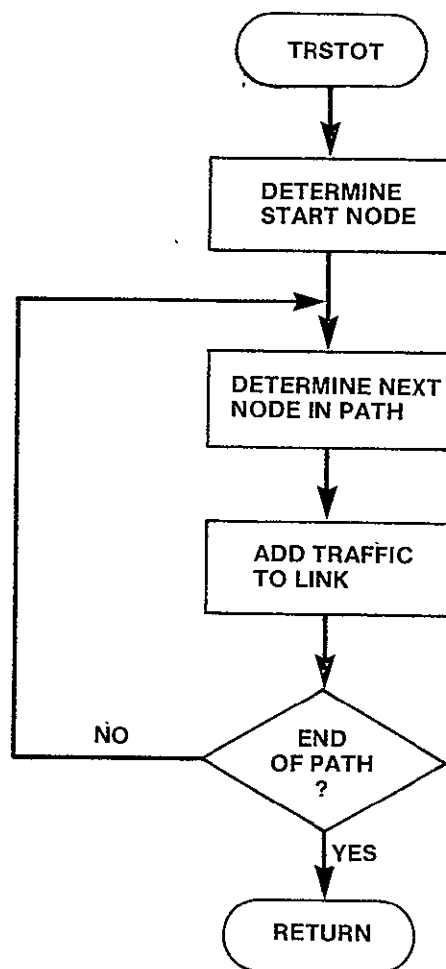 TRSTOT
DETERMINE
START NODE
DETERMINE NEXT
NODE IN PATH
ADD TRAFFIC
TO LINK
END
OF PATH
?
NO
YES
RETURN